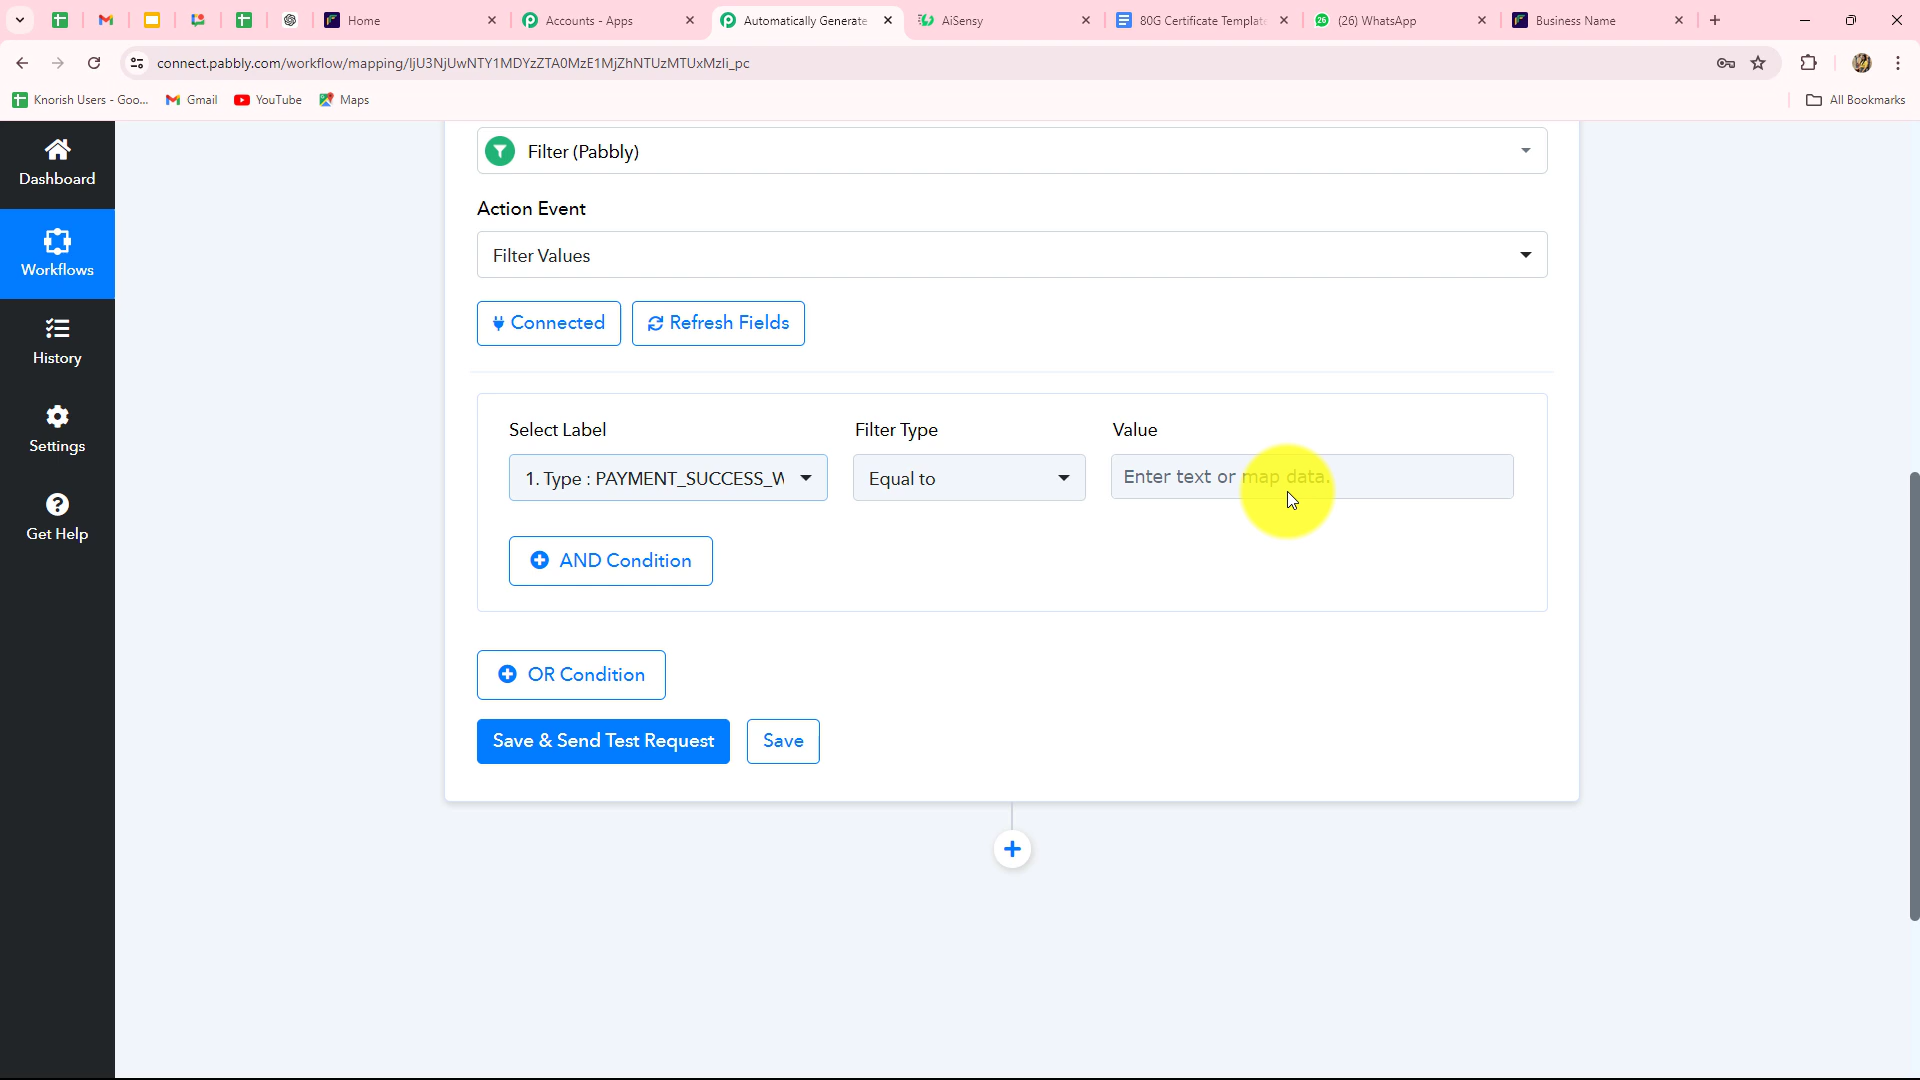 Home
Accounts - Apps
Automatically Generate
AiSensy
80G Certificate Templat
26
(26) WhatsApp
Business Name
connect.pabbly.com/workflow/mapping/IjU3NjUwNTY1MDYzZTA0MzE1MjZhNTUzMTUxMzIi_pc
Knorish Users - Goo...
Gmail
YouTube
Maps
All Bookmarks
Dashboard
Workflows
History
Settings
Get Help
Filter (Pabbly)
Action Event
Filter Values
Connected
Refresh Fields
Select Label
Filter Type
Value
1. Type : PAYMENT_SUCCESS_W
Equal to
Enter text or map data.
AND Condition
OR Condition
Save & Send Test Request
Save